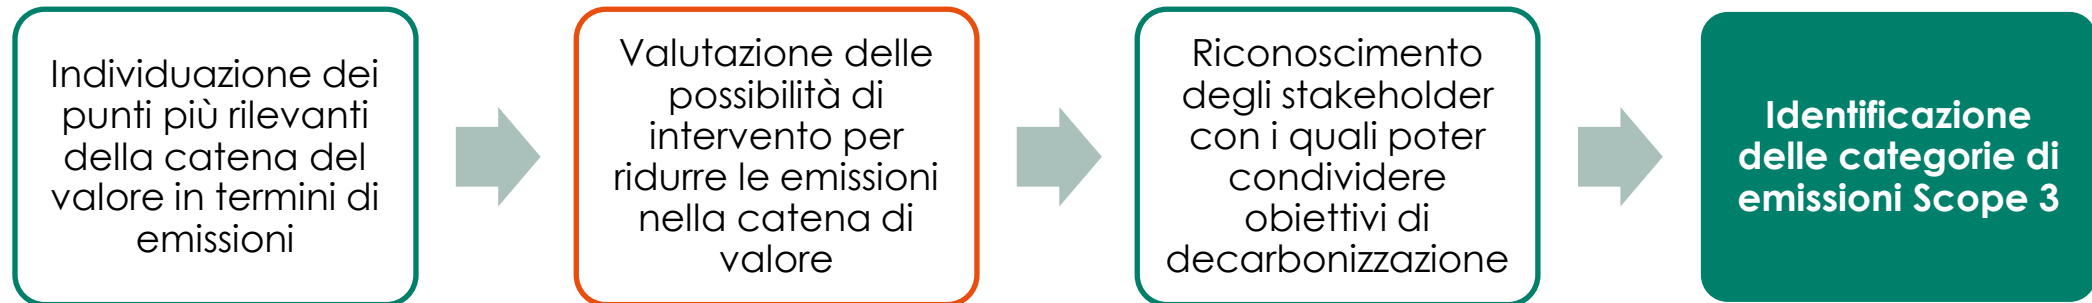 Individuazione dei
punti più rilevanti
della catena del
valore in termini di
emissioni
Valutazione delle
possibilità di
intervento per
ridurre le emissioni
nella catena di
valore
Riconoscimento
degli stakeholder
con i quali poter
condividere
obiettivi di
decarbonizzazione
Identificazione
delle categorie di
emissioni Scope 3